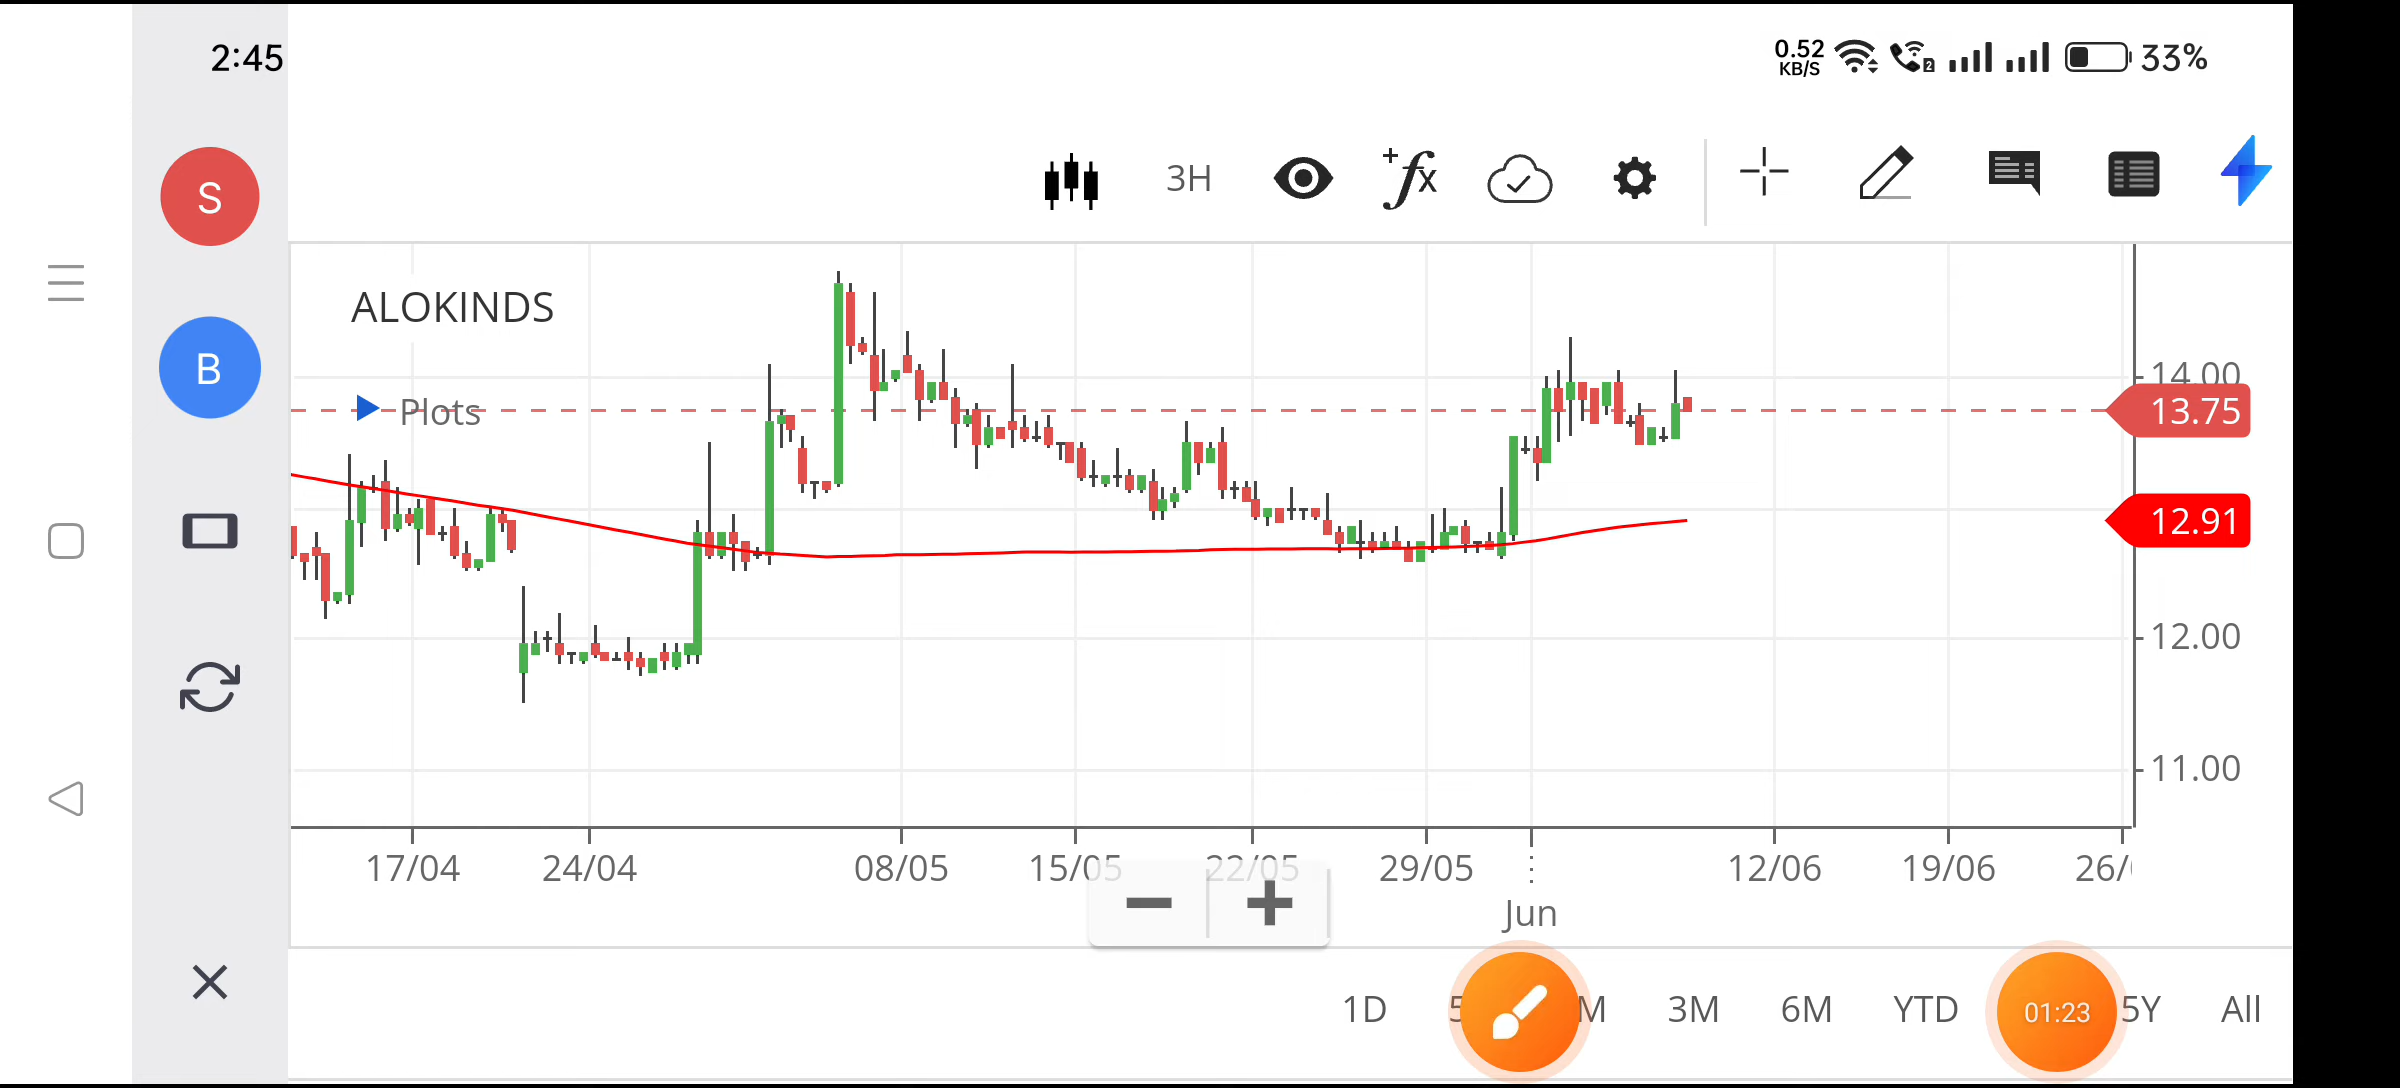 2:45
0.52
KB/S
2
33%
S
3H
fx
B
ALOKINDS
Plots
14.00
13.75
12.91
12.00
11.00
17/04 24/04 08/05 15/05 22/05 29/05 12/06 19/06
Jun
1D 3M 6M YTD 01:23 5Y All